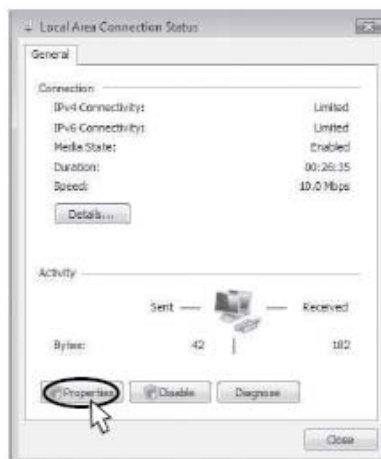 Local Area Connection Status
General
Connection
IPv4 Connectivity: Limited
IPv6 Connectivity: Limited
Media State: Enabled
Duration: 00:26:35
Speed: 10.0 Mbps
Details...
Activity
Sent Received
Bytes: 42 182
Properties Disable Diagnose
Close